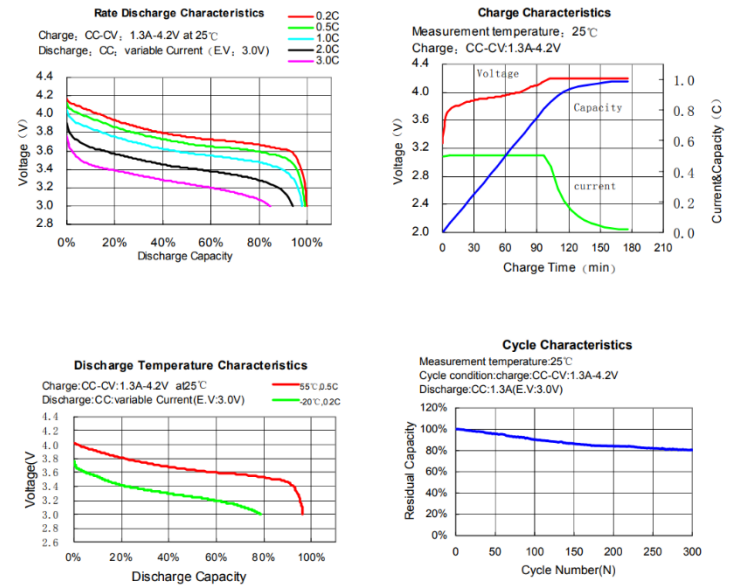 Rate Discharge Characteristics
Charge: CC-CV: 1.3A-4.2V at 25℃
Discharge: CC: variable Current (E.V: 3.0V)
0.2C
0.5C
1.0C
2.0C
3.0C
4.4
4.2
4.0
3.8
3.6
3.4
3.2
3.0
2.8
Voltage (V)
0% 20% 40% 60% 80% 100%
Discharge Capacity
Charge Characteristics
Measurement temperature: 25℃
Charge: CC-CV:1.3A-4.2V
4.4
4.0
3.6
3.2
2.8
2.4
2.0
Voltage (V)
Voltage
Capacity
current
1.0
0.8
0.6
0.4
0.2
0.0
Current&Capacity (C)
0 30 60 90 120 150 180 210
Charge Time (min)
Discharge Temperature Characteristics
Charge:CC-CV:1.3A-4.2V at25℃
Discharge:CC:variable Current(E.V:3.0V)
55℃,0.5C
-20℃,0.2C
4.4
4.2
4.0
3.8
3.6
3.4
3.2
3.0
2.8
2.6
Voltage(V
0% 20% 40% 60% 80% 100%
Discharge Capacity
Cycle Characteristics
Measurement temperature:25℃
Cycle condition:charge:CC-CV:1.3A-4.2V
Discharge:CC:1.3A(E.V:3.0V)
120%
100%
80%
60%
40%
20%
0%
Residual Capacity
0 50 100 150 200 250 300
Cycle Number(N)